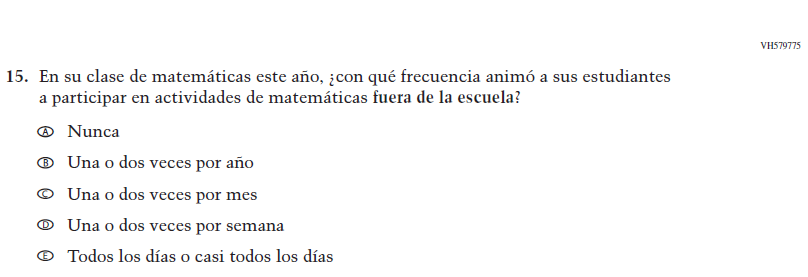 VH579775
15. En su clase de matemáticas este año, ¿con qué frecuencia animó a sus estudiantes
a participar en actividades de matemáticas fuera de la escuela?
A Nunca
B Una o dos veces por año
C Una o dos veces por mes
D Una o dos veces por semana
E Todos los días o casi todos los días